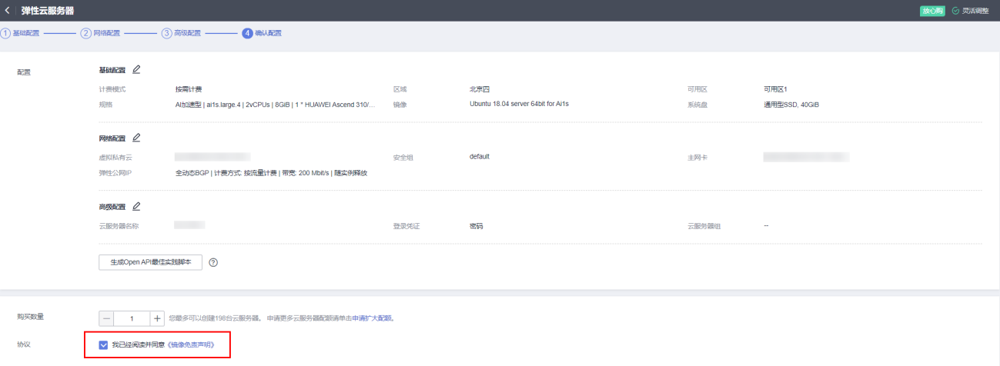 弹性云服务器 放心购 灵活调整
1 基础配置 2 网络配置 3 高级配置 4 确认配置
配置 基础配置
计费模式 按需计费 区域 北京四 可用区 可用区1
规格 AI加速型 | ai1s.large.4 | 2vCPUs | 8GiB | 1 * HUAWEI Ascend 310/... 镜像 Ubuntu 18.04 server 64bit for Ai1s 系统盘 通用型SSD, 40GiB
网络配置
虚拟私有云 安全组 default 主网卡
弹性公网IP 全动态BGP | 计费方式: 按流量计费 | 带宽: 200 Mbit/s | 随实例释放
高级配置
云服务器名称 登录凭证 密码 云服务器组 --
生成Open API最佳实践脚本 ?
购买数量 1 您最多可以创建198台云服务器。 申请更多云服务器配额请单击申请扩大配额。
协议 我已经阅读并同意《镜像免责声明》